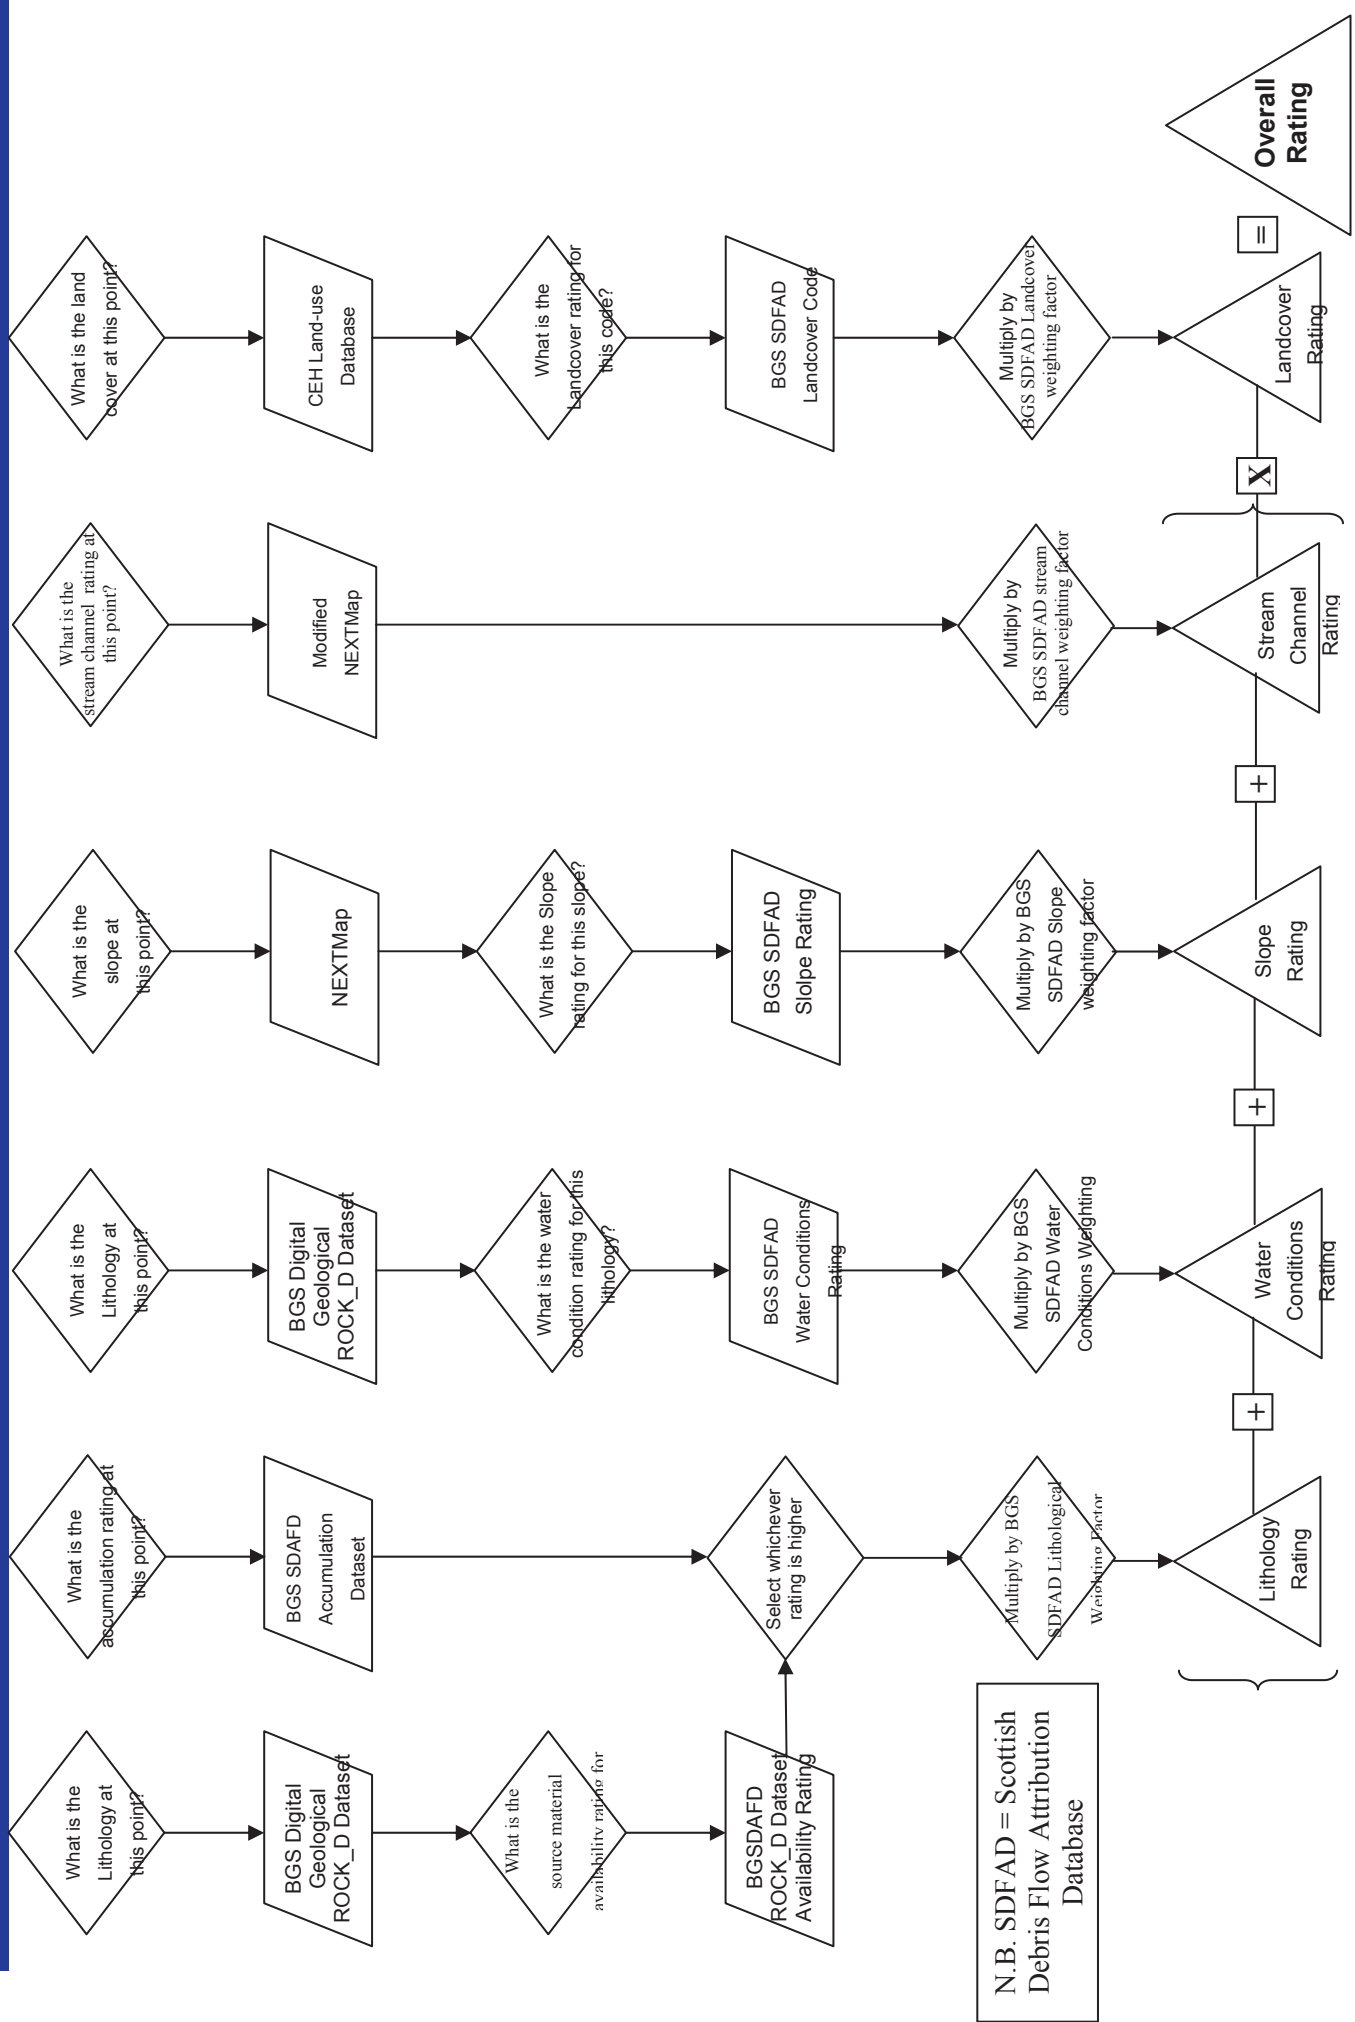 What is the
Lithology at
this point?
BGS Digital
Geological
ROCK_D Dataset
What is the
source material
availability rating for
BGSDAFD
ROCK_D Dataset
Availability Rating
What is the
accumulation rating at
this point?
BGS SDAFD
Accumulation
Dataset
Select whichever
rating is higher
Multiply by BGS
SDFAD Lithological
Weighting Factor
Lithology
Rating
+
What is the
Lithology at
this point?
BGS Digital
Geological
ROCK_D Dataset
What is the water
condition rating for this
lithology?
BGS SDFAD
Water Conditions
Rating
Multiply by BGS
SDFAD Water
Conditions Weighting
Water
Conditions
Rating
+
What is the
slope at
this point?
NEXTMap
What is the Slope
rating for this slope?
BGS SDFAD
Slolpe Rating
Multiply by BGS
SDFAD Slope
weighting factor
Slope
Rating
+
What is the
stream channel rating at
this point?
Modified
NEXTMap
Multiply by
BGS SDFAD stream
channel weighting factor
Stream
Channel
Rating
X
What is the land
cover at this point?
CEH Land-use
Database
What is the
Landcover rating for
this code?
BGS SDFAD
Landcover Code
Multiply by
BGS SDFAD Landcover
weighting factor
Landcover
Rating
=
Overall
Rating
N.B. SDFAD = Scottish
Debris Flow Attribution
Database